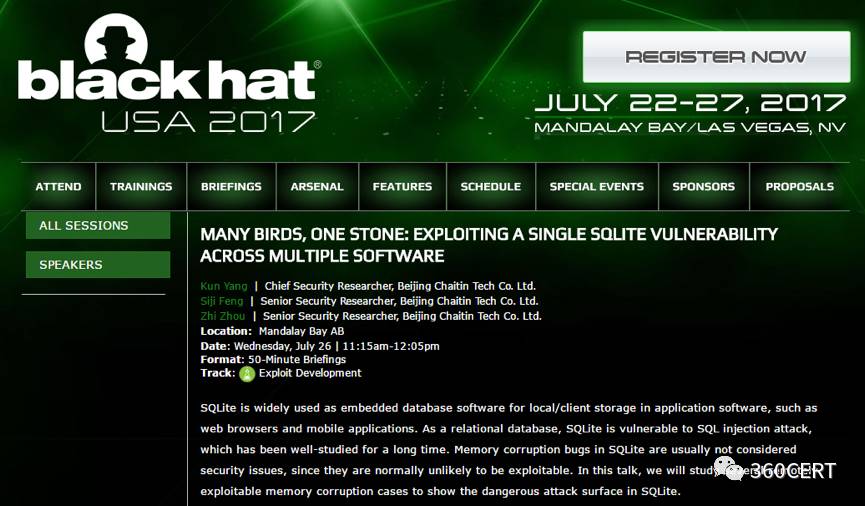 black hat®
USA 2017
REGISTER NOW
JULY 22-27, 2017
MANDALAY BAY/LAS VEGAS, NV
ATTEND TRAININGS BRIEFINGS ARSENAL FEATURES SCHEDULE SPECIAL EVENTS SPONSORS PROPOSALS
ALL SESSIONS
SPEAKERS
MANY BIRDS, ONE STONE: EXPLOITING A SINGLE SQLITE VULNERABILITY
ACROSS MULTIPLE SOFTWARE
Kun Yang | Chief Security Researcher, Beijing Chaitin Tech Co. Ltd.
Siji Feng | Senior Security Researcher, Beijing Chaitin Tech Co. Ltd.
Zhi Zhou | Senior Security Researcher, Beijing Chaitin Tech Co. Ltd.
Location: Mandalay Bay AB
Date: Wednesday, July 26 | 11:15am-12:05pm
Format: 50-Minute Briefings
Track: Exploit Development
SQLite is widely used as embedded database software for local/client storage in application software, such as
web browsers and mobile applications. As a relational database, SQLite is vulnerable to SQL injection attack,
which has been well-studied for a long time. Memory corruption bugs in SQLite are usually not considered
security issues, since they are normally unlikely to be exploitable. In this talk, we will study
exploitable memory corruption cases to show the dangerous attack surface in SQLite.
360CERT